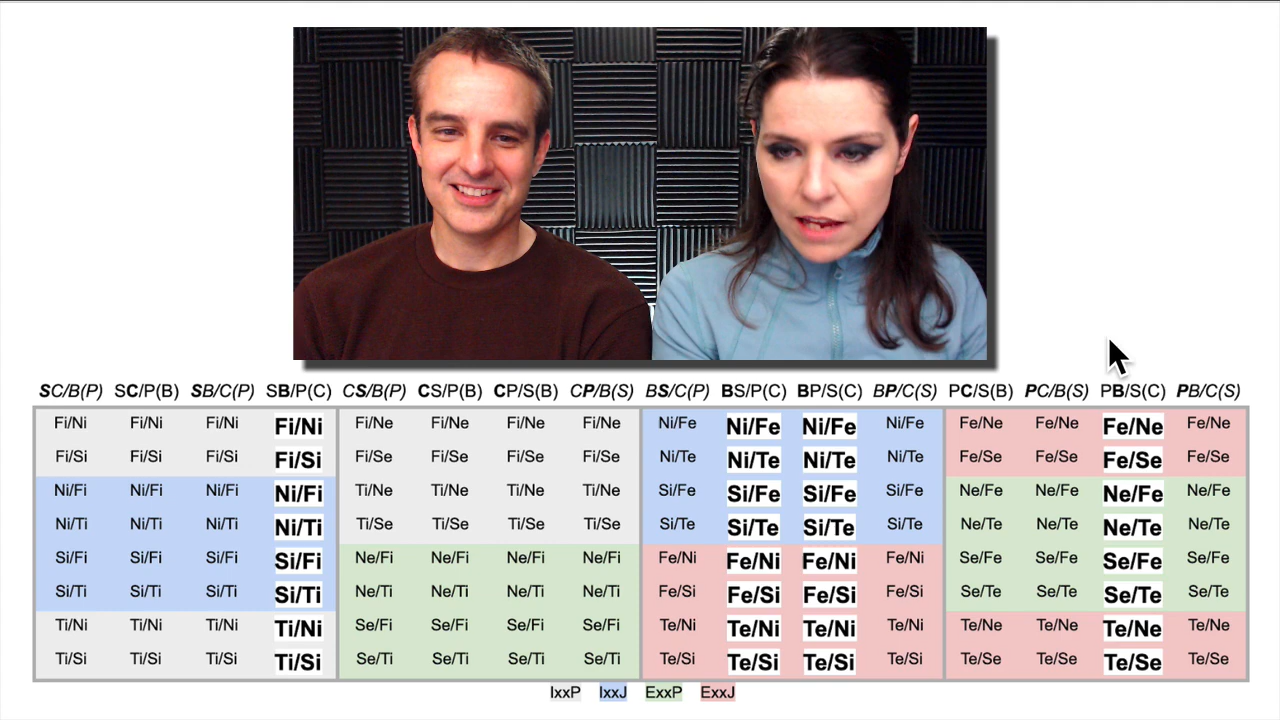 SC/B(P) SC/P(B) SB/C(P) SB/P(C) CS/B(P) CS/P(B) CP/S(B) CP/B(S) BS/C(P) BS/P(C) BP/S(C) BP/C(S) PC/S(B) PC/B(S) PB/S(C) PB/C(S)
Fi/Ni Fi/Ni Fi/Ni Fi/Ni Fi/Ne Fi/Ne Fi/Ne Fi/Ne Ni/Fe Ni/Fe Ni/Fe Ni/Fe Fe/Ne Fe/Ne Fe/Ne Fe/Ne
Fi/Si Fi/Si Fi/Si Fi/Si Fi/Se Fi/Se Fi/Se Fi/Se Ni/Te Ni/Te Ni/Te Ni/Te Fe/Se Fe/Se Fe/Se Fe/Se
Ni/Fi Ni/Fi Ni/Fi Ni/Fi Ti/Ne Ti/Ne Ti/Ne Ti/Ne Si/Fe Si/Fe Si/Fe Si/Fe Ne/Fe Ne/Fe Ne/Fe Ne/Fe
Ni/Ti Ni/Ti Ni/Ti Ni/Ti Ti/Se Ti/Se Ti/Se Ti/Se Si/Te Si/Te Si/Te Si/Te Ne/Te Ne/Te Ne/Te Ne/Te
Si/Fi Si/Fi Si/Fi Si/Fi Ne/Fi Ne/Fi Ne/Fi Ne/Fi Fe/Ni Fe/Ni Fe/Ni Fe/Ni Se/Fe Se/Fe Se/Fe Se/Fe
Si/Ti Si/Ti Si/Ti Si/Ti Ne/Ti Ne/Ti Ne/Ti Ne/Ti Fe/Si Fe/Si Fe/Si Fe/Si Se/Te Se/Te Se/Te Se/Te
Ti/Ni Ti/Ni Ti/Ni Ti/Ni Se/Fi Se/Fi Se/Fi Se/Fi Te/Ni Te/Ni Te/Ni Te/Ni Te/Ne Te/Ne Te/Ne Te/Ne
Ti/Si Ti/Si Ti/Si Ti/Si Se/Ti Se/Ti Se/Ti Se/Ti Te/Si Te/Si Te/Si Te/Si Te/Se Te/Se Te/Se Te/Se
IxxP IxxJ ExxP ExxJ